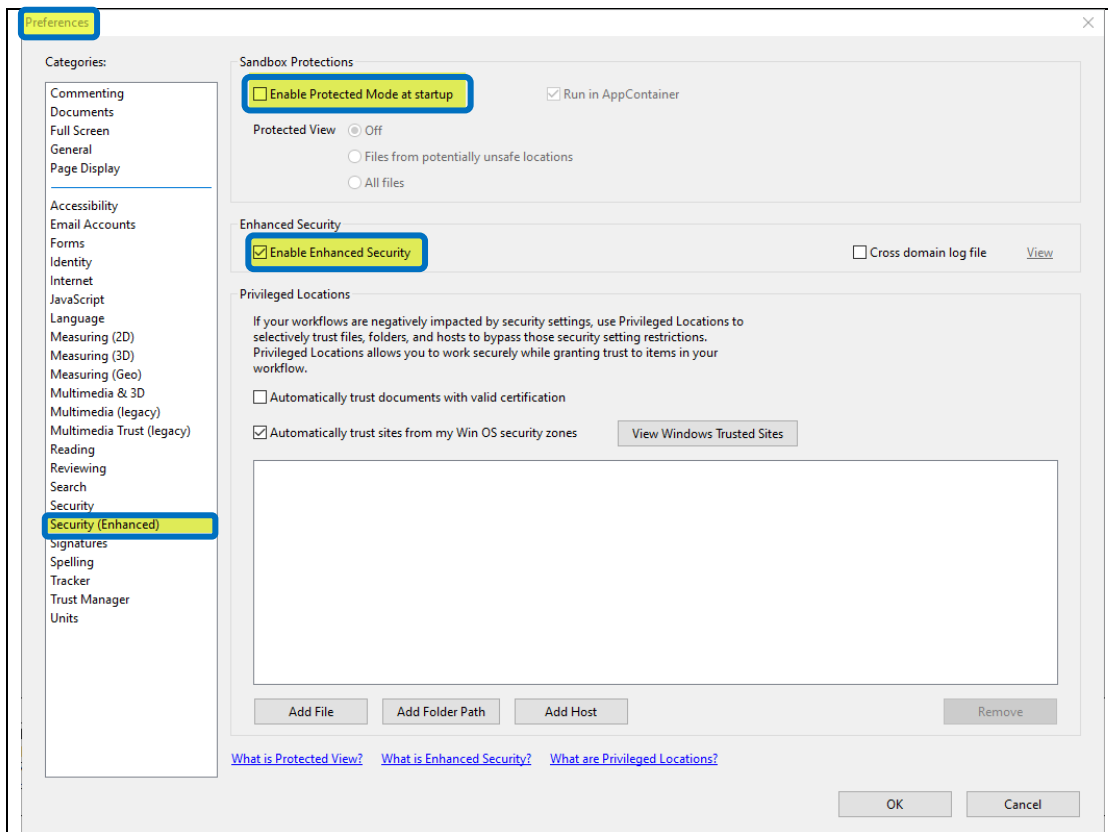 Preferences
Categories:
Commenting
Documents
Full Screen
General
Page Display
Accessibility
Email Accounts
Forms
Identity
Internet
JavaScript
Language
Measuring (2D)
Measuring (3D)
Measuring (Geo)
Multimedia & 3D
Multimedia (legacy)
Multimedia Trust (legacy)
Reading
Reviewing
Search
Security
Security (Enhanced)
Signatures
Spelling
Tracker
Trust Manager
Units
Sandbox Protections
Enable Protected Mode at startup
Run in AppContainer
Protected View
Off
Files from potentially unsafe locations
All files
Enhanced Security
Enable Enhanced Security
Cross domain log file
View
Privileged Locations
If your workflows are negatively impacted by security settings, use Privileged Locations to
selectively trust files, folders, and hosts to bypass those security setting restrictions.
Privileged Locations allows you to work securely while granting trust to items in your
workflow.
Automatically trust documents with valid certification
Automatically trust sites from my Win OS security zones
View Windows Trusted Sites
Add File
Add Folder Path
Add Host
Remove
What is Protected View?
What is Enhanced Security?
What are Privileged Locations?
OK
Cancel